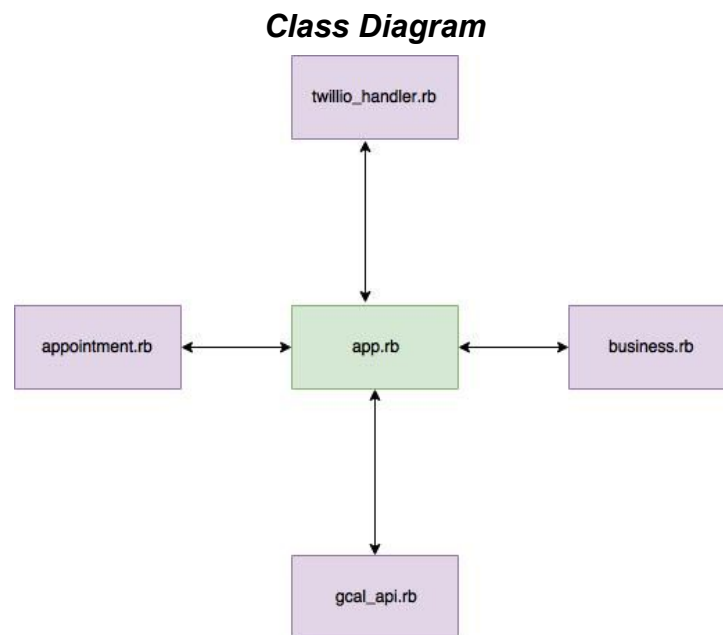 Class Diagram
twillio_handler.rb
appointment.rb
app.rb
business.rb
gcal_api.rb